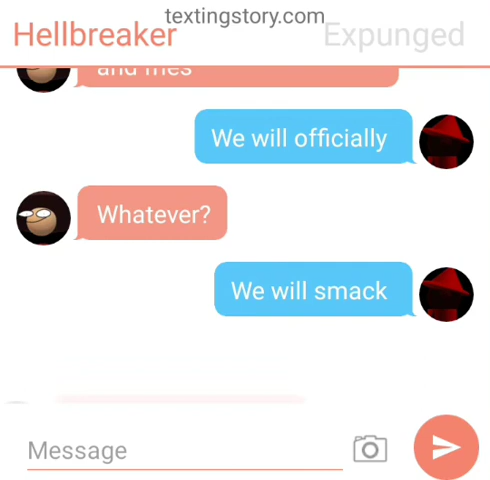 textingstory.com
Hellbreaker
Expunged
We will officially
Whatever?
We will smack
Message